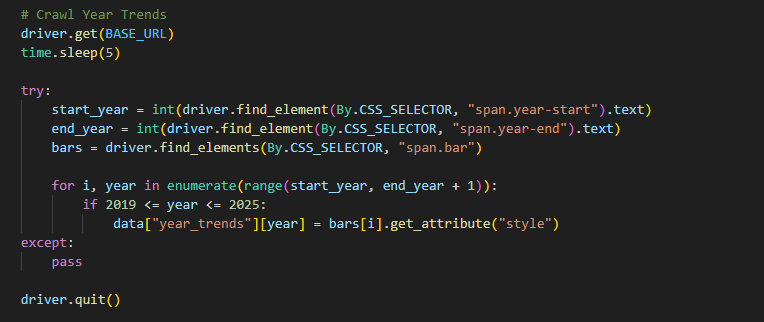 # Crawl Year Trends
driver.get(BASE_URL)
time.sleep(5)

try:
    start_year = int(driver.find_element(By.CSS_SELECTOR, "span.year-start").text)
    end_year = int(driver.find_element(By.CSS_SELECTOR, "span.year-end").text)
    bars = driver.find_elements(By.CSS_SELECTOR, "span.bar")

    for i, year in enumerate(range(start_year, end_year + 1)):
        if 2019 <= year <= 2025:
            data["year_trends"][year] = bars[i].get_attribute("style")
except:
    pass

driver.quit()